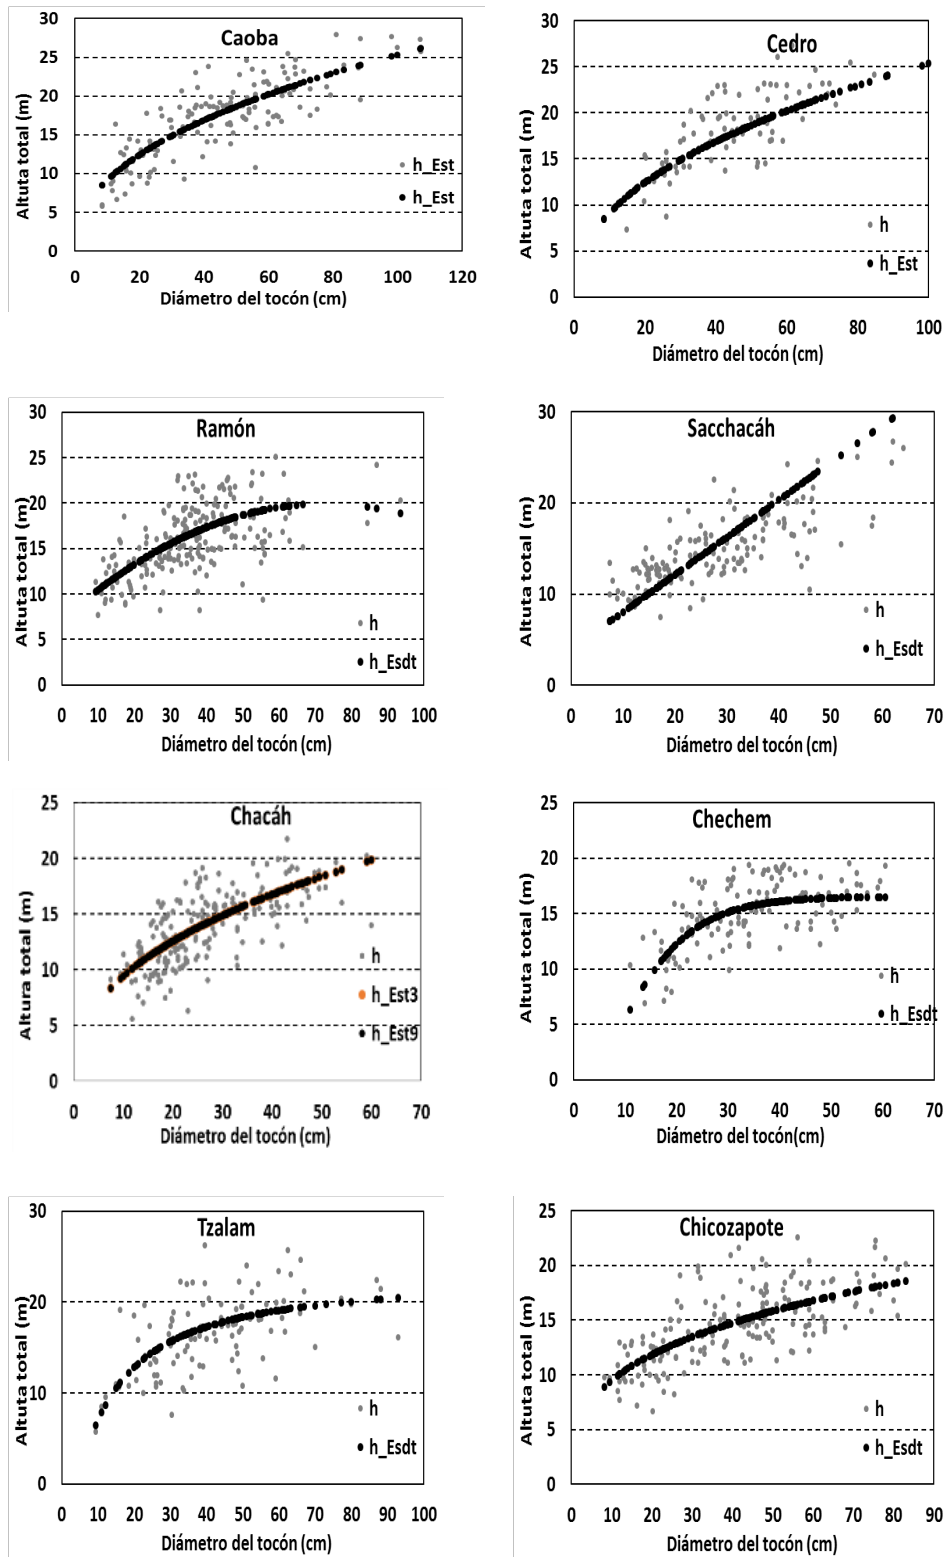 Caoba
Altuta total (m)
30
25
20
15
10
5
0
h_Est
h_Est
0 20 40 60 80 100 120
Diámetro del tocón (cm)
Cedro
Altuta total (m)
30
25
20
15
10
5
0
h
h_Est
0 20 40 60 80 100
Diámetro del tocón (cm)
Ramón
Altuta total (m)
30
25
20
15
10
5
0
h
h_Esdt
0 10 20 30 40 50 60 70 80 90 100
Diámetro del tocón (cm)
Sacchacáh
Altuta total (m)
30
20
10
0
h
h_Esdt
0 10 20 30 40 50 60 70
Diámetro del tocón (cm)
Chacáh
Altura total (m)
25
20
15
10
5
0
h
h_Est3
h_Est9
0 10 20 30 40 50 60 70
Diámetro del tocón (cm)
Chechem
Altuta total (m)
25
20
15
10
5
0
h
h_Esdt
0 10 20 30 40 50 60 70
Diámetro del tocón(cm)
Tzalam
Altuta total (m)
30
20
10
0
h
h_Esdt
0 10 20 30 40 50 60 70 80 90 100
Diámetro del tocón (cm)
Chicozapote
Altuta total (m)
25
20
15
10
5
0
h
h_Esdt
0 10 20 30 40 50 60 70 80 90
Diámetro del tocón (cm)